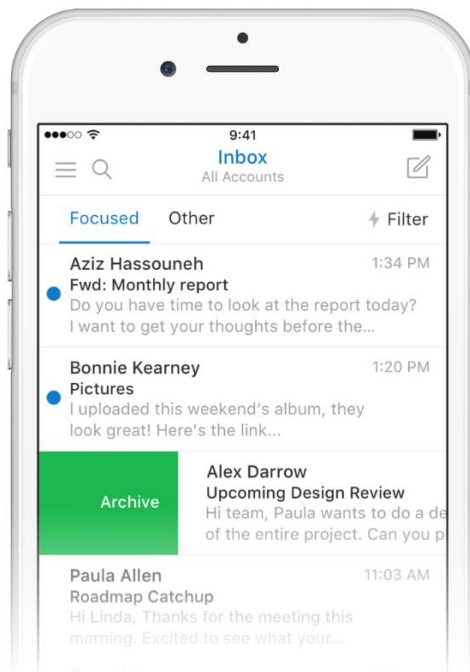 9:41
Inbox
All Accounts
Focused Other Filter
Aziz Hassouneh 1:34 PM
Fwd: Monthly report
Do you have time to look at the report today?
I want to get your thoughts before the...
Bonnie Kearney 1:20 PM
Pictures
I uploaded this weekend's album, they
look great! Here's the link...
Archive
Alex Darrow
Upcoming Design Review
Hi team, Paula wants to do a de
of the entire project. Can you p
Paula Allen 11:03 AM
Roadmap Catchup
Hi Linda, Thanks for the meeting this
morning. Excited to see what your...